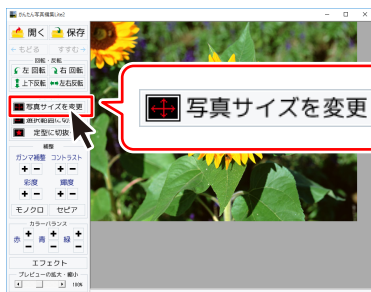 かんたん写真編集Lite2
開く 保存
もどる すすむ
回転・反転
左 回転 右 回転
上下反転 左右反転
写真サイズを変更
写真サイズを変更
選択範囲に切
定型に切抜
補整
ガンマ補整 コントラスト
+ - + -
彩度 輝度
+ - + -
モノクロ セピア
カラーバランス
赤 + - 青 + - 緑 + -
エフェクト
プレビューの拡大・縮小
100%